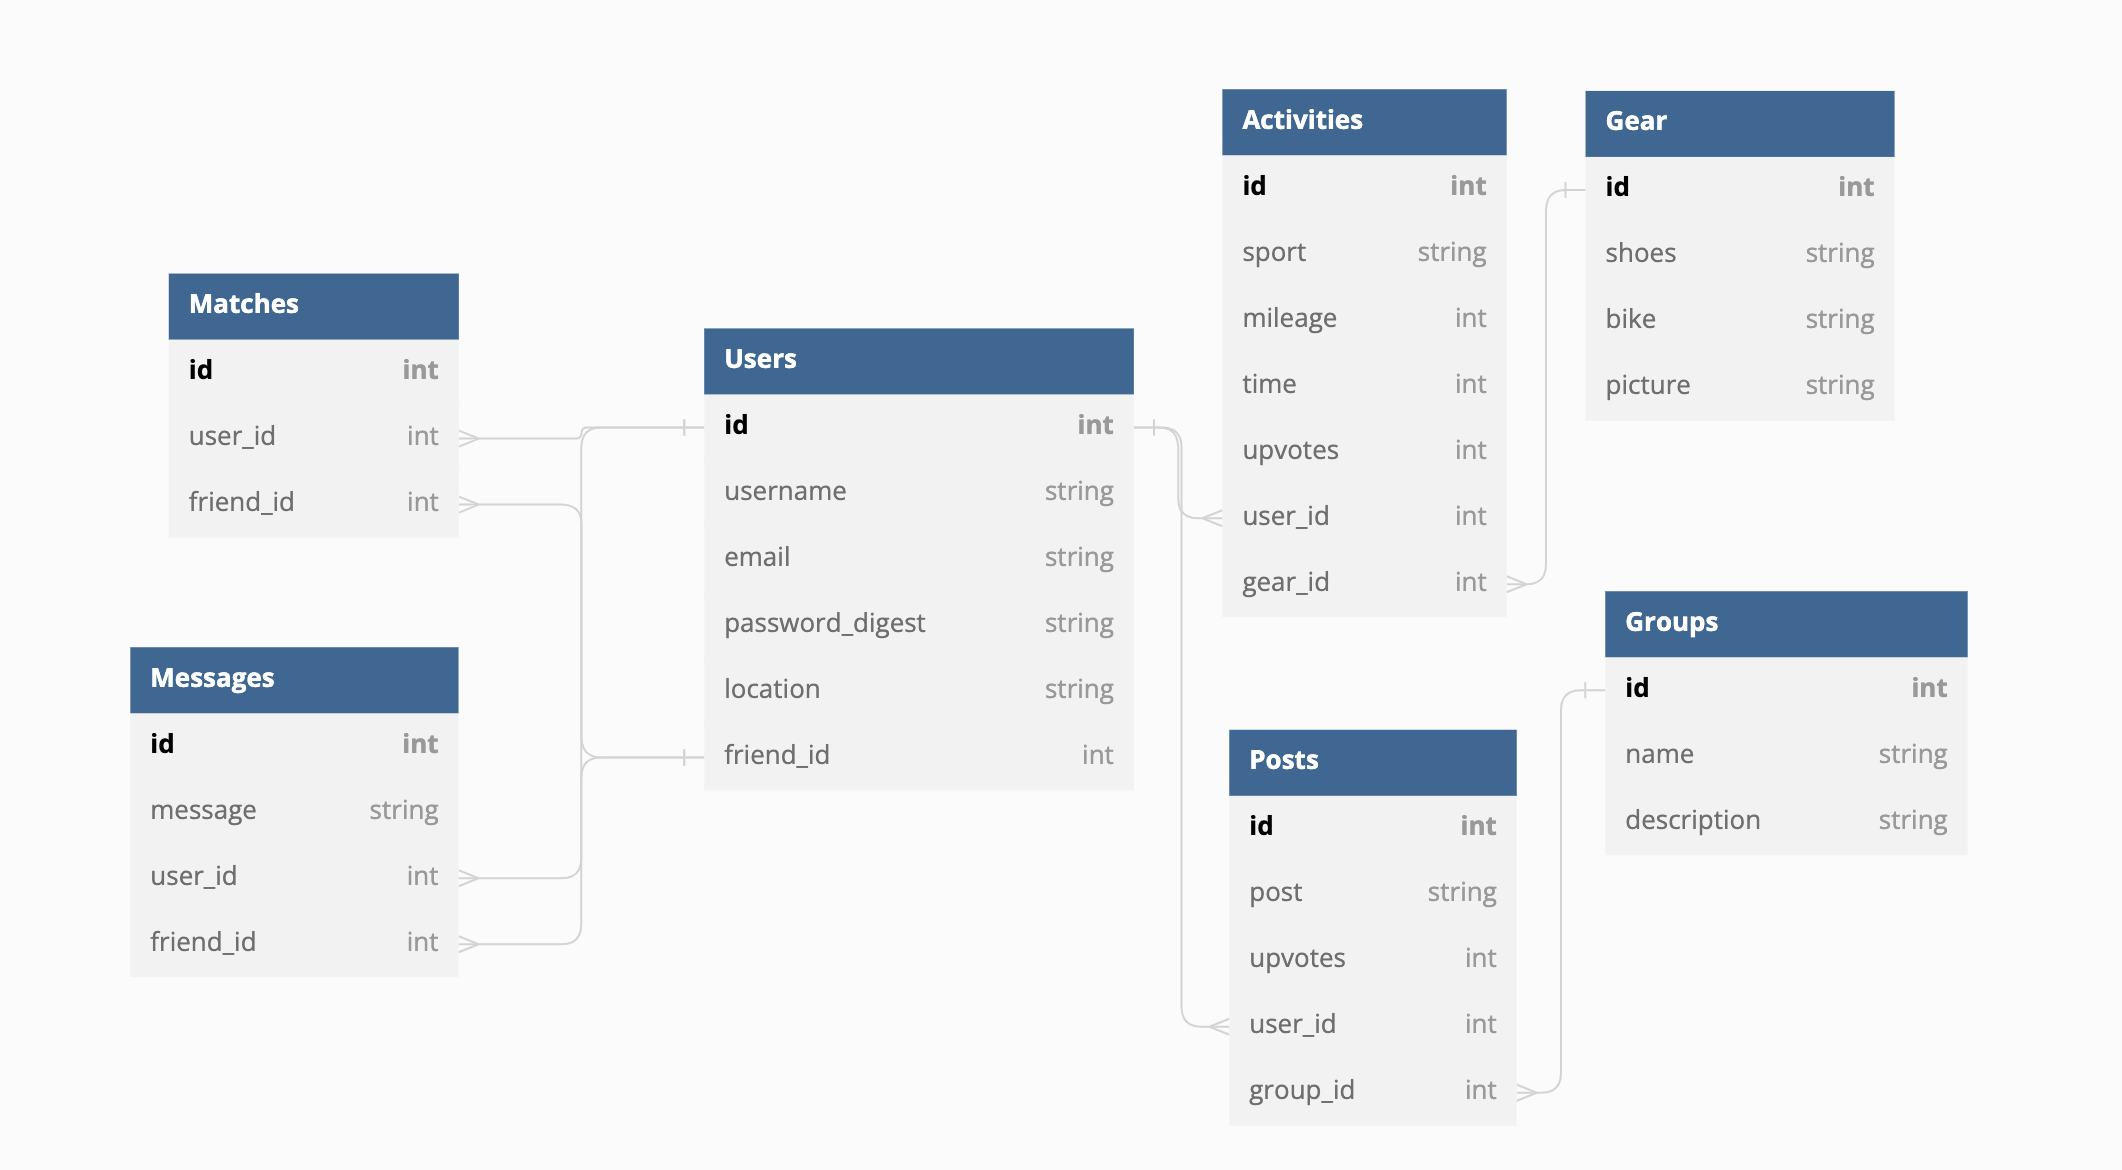 Matches
id int
user_id int
friend_id int
Messages
id int
message string
user_id int
friend_id int
Users
id int
username string
email string
password_digest string
location string
friend_id int
Activities
id int
sport string
mileage int
time int
upvotes int
user_id int
gear_id int
Gear
id int
shoes string
bike string
picture string
Posts
id int
post string
upvotes int
user_id int
group_id int
Groups
id int
name string
description string